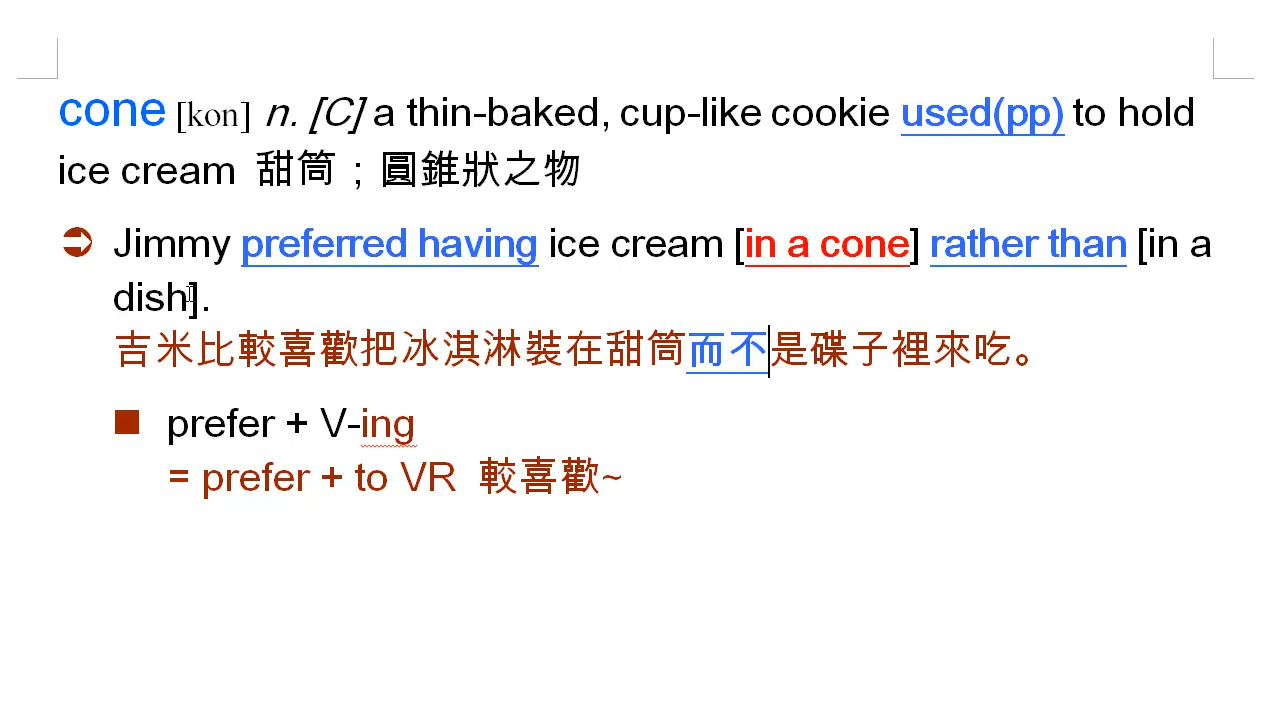 cone [kon] n. [C] a thin-baked, cup-like cookie used(pp) to hold
ice cream 甜筒；圓錐狀之物
➲ Jimmy preferred having ice cream [in a cone] rather than [in a
dish].
吉米比較喜歡把冰淇淋裝在甜筒而不是碟子裡來吃。
■ prefer + V-ing
= prefer + to VR 較喜歡~